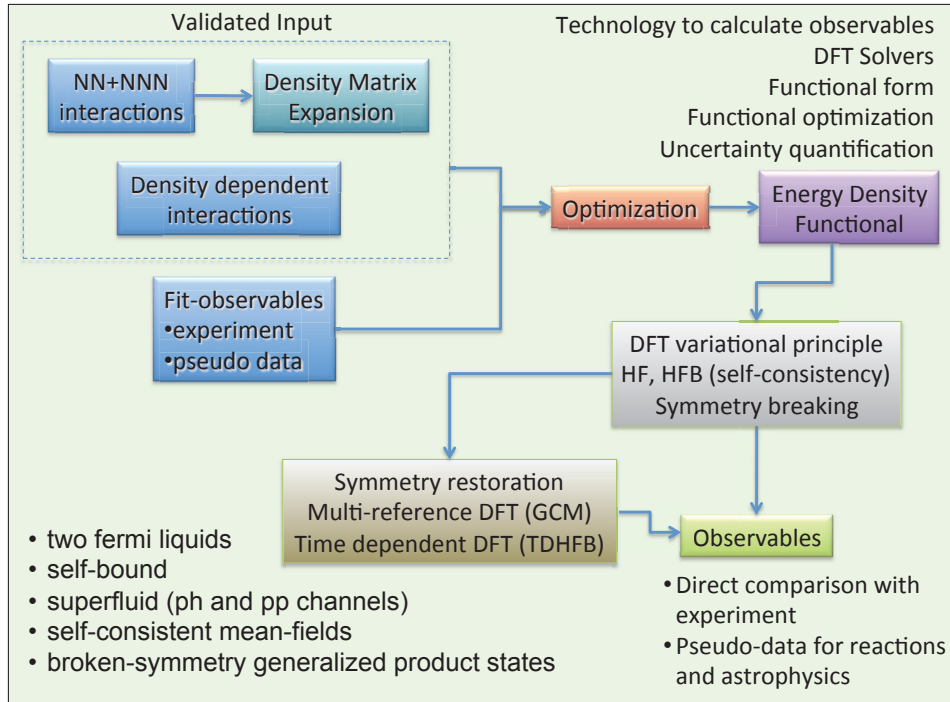 Validated Input
NN+NNN
interactions
Density Matrix
Expansion
Density dependent
interactions
Fit-observables
•experiment
•pseudo data
Technology to calculate observables
DFT Solvers
Functional form
Functional optimization
Uncertainty quantification
Optimization
Energy Density
Functional
DFT variational principle
HF, HFB (self-consistency)
Symmetry breaking
Symmetry restoration
Multi-reference DFT (GCM)
Time dependent DFT (TDHFB)
Observables
• two fermi liquids
• self-bound
• superfluid (ph and pp channels)
• self-consistent mean-fields
• broken-symmetry generalized product states
• Direct comparison with
experiment
• Pseudo-data for reactions
and astrophysics